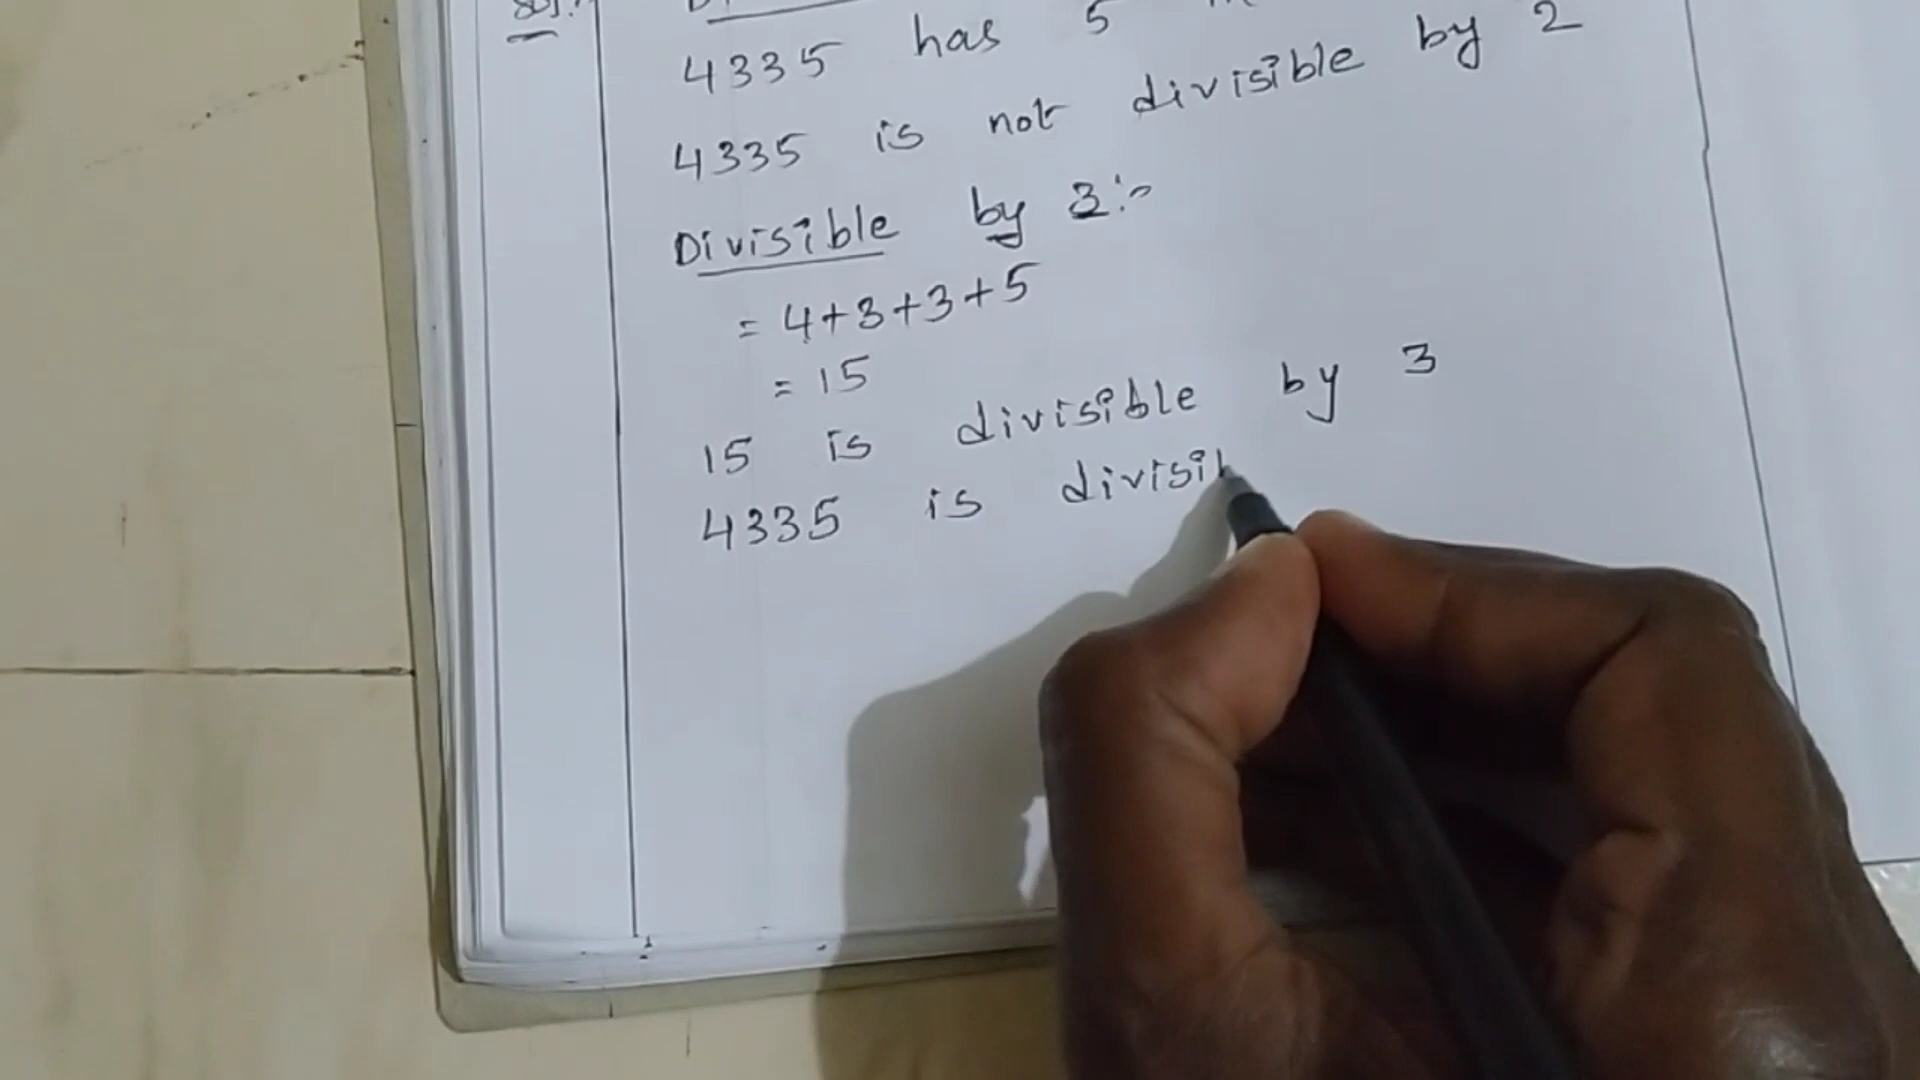 4335 has 5
4335 is not divisible by 2
Divisible by 3:-
= 4+3+3+5
= 15
15 is divisible by 3
4335 is divisib